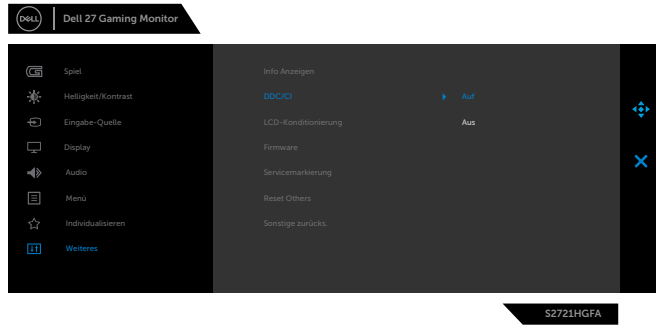 DELL
Dell 27 Gaming Monitor
Spiel
Helligkeit/Kontrast
Eingabe-Quelle
Display
Audio
Menü
Individualisieren
Weiteres
Info Anzeigen
DDC/CI
Auf
LCD-Konditionierung
Aus
Firmware
Servicemarkierung
Reset Others
Sonstige zurücks.
S2721HGFA